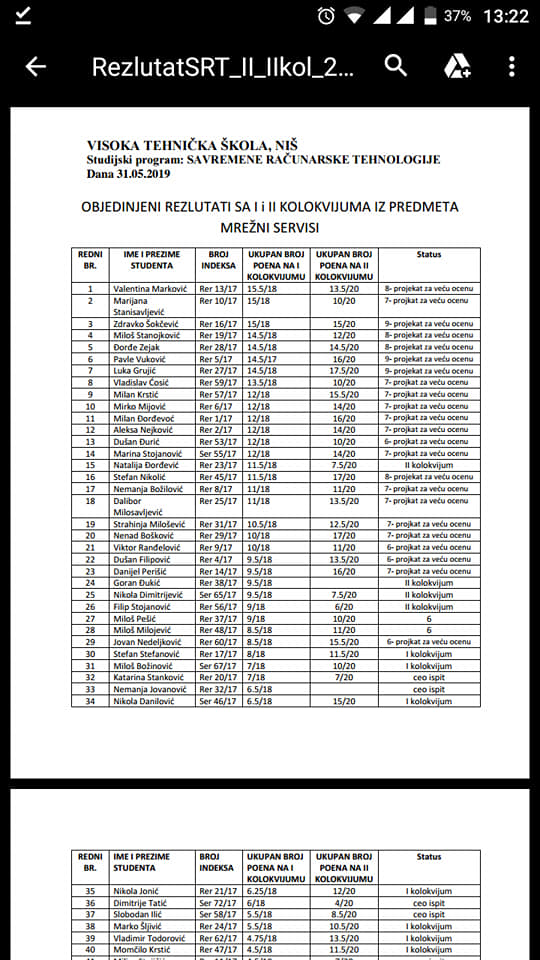 37% 13:22
RezlutatSRT_II_IIkol_2...
VISOKA TEHNIČKA ŠKOLA, NIŠ
Studijski program: SAVREMENE RAČUNARSKE TEHNOLOGIJE
Dana 31.05.2019
OBJEDINJENI REZLUTATI SA I i II KOLOKVIJUMA IZ PREDMETA
MREŽNI SERVISI
REDNI BR. IME I PREZIME STUDENTA BROJ INDEKSA UKUPAN BROJ POENA NA I KOLOKVIJUMU UKUPAN BROJ POENA NA II KOLOKVIJUMU Status
1 Valentina Marković Rer 13/17 15.5/18 13.5/20 8- projekat za veću ocenu
2 Marijana Stanisavljević Rer 10/17 15/18 10/20 7- projkat za veću ocenu
3 Zdravko Šokčević Rer 16/17 15/18 15/20 9- projkat za veću ocenu
4 Miloš Stanojković Rer 19/17 14.5/18 12/20 8- projkat za veću ocenu
5 Đorđe Zejak Rer 28/17 14.5/18 14.5/20 8- projkat za veću ocenu
6 Pavle Vuković Rer 5/17 14.5/17 16/20 9- projkat za veću ocenu
7 Luka Grujić Rer 27/17 14.5/18 17.5/20 9- projkat za veću ocenu
8 Vladislav Ćosić Rer 59/17 13.5/18 10/20 7- projkat za veću ocenu
9 Milan Krstić Rer 57/17 12/18 15.5/20 7- projkat za veću ocenu
10 Mirko Mijović Rer 6/17 12/18 14/20 7- projkat za veću ocenu
11 Milan Đorđevoć Rer 1/17 12/18 16/20 7- projkat za veću ocenu
12 Aleksa Nejković Rer 2/17 12/18 14/20 7- projkat za veću ocenu
13 Dušan Đurić Rer 53/17 12/18 10/20 6- projkat za veću ocenu
14 Marina Stojanović Ser 55/17 12/18 14/20 7- projkat za veću ocenu
15 Natalija Đorđević Rer 23/17 11.5/18 7.5/20 II kolokvijum
16 Stefan Nikolić Rer 45/17 11.5/18 17/20 8- projekat za veću ocenu
17 Nemanja Božilović Rer 8/17 11/18 11/20 7- projkat za veću ocenu
18 Dalibor Milosavljević Rer 25/17 11/18 13.5/20 7- projkat za veću ocenu
19 Strahinja Milošević Rer 31/17 10.5/18 12.5/20 7- projkat za veću ocenu
20 Nenad Bošković Rer 29/17 10/18 17/20 7- projkat za veću ocenu
21 Viktor Ranđelović Rer 9/17 10/18 11/20 6- projkat za veću ocenu
22 Dušan Filipović Rer 4/17 9.5/18 13.5/20 6- projkat za veću ocenu
23 Danijel Perišić Rer 14/17 9.5/18 16/20 7- projkat za veću ocenu
24 Goran Đukić Rer 38/17 9.5/18 II kolokvijum
25 Nikola Dimitrijević Ser 65/17 9.5/18 7.5/20 II kolokvijum
26 Filip Stojanović Rer 56/17 9/18 6/20 II kolokvijum
27 Miloš Pešić Rer 37/17 9/18 10/20 6
28 Miloš Milojević Rer 48/17 8.5/18 11/20 6
29 Jovan Nedeljković Rer 60/17 8.5/18 15.5/20 6- projkat za veću ocenu
30 Stefan Stefanović Rer 17/17 8/18 11.5/20 I kolokvijum
31 Miloš Božinović Ser 67/17 7/18 10/20 I kolokvijum
32 Katarina Stanković Rer 20/17 7/18 7/20 ceo ispit
33 Nemanja Jovanović Rer 32/17 6.5/18 ceo ispit
34 Nikola Danilović Ser 46/17 6.5/18 15/20 I kolokvijum
REDNI BR. IME I PREZIME STUDENTA BROJ INDEKSA UKUPAN BROJ POENA NA I KOLOKVIJUMU UKUPAN BROJ POENA NA II KOLOKVIJUMU Status
35 Nikola Jonić Rer 21/17 6.25/18 12/20 I kolokvijum
36 Dimitrije Tatić Ser 72/17 6/18 4/20 ceo ispit
37 Slobodan Ilić Ser 58/17 5.5/18 8.5/20 ceo ispit
38 Marko Šljivić Rer 24/17 5.5/18 10.5/20 I kolokvijum
39 Vladimir Todorović Rer 62/17 4.75/18 13.5/20 I kolokvijum
40 Momčilo Krstić Rer 47/17 4.5/18 11.5/20 I kolokvijum